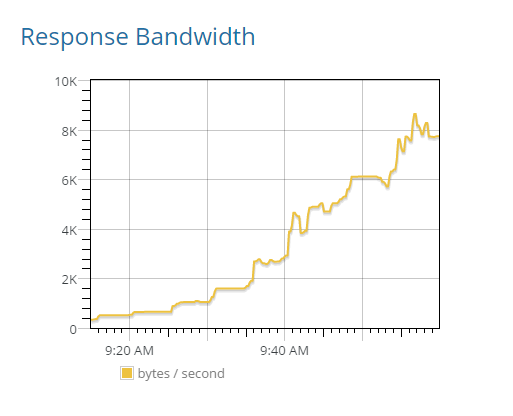 Response Bandwidth
10K
8K
6K
4K
2K
0
9:20 AM 9:40 AM
bytes / second